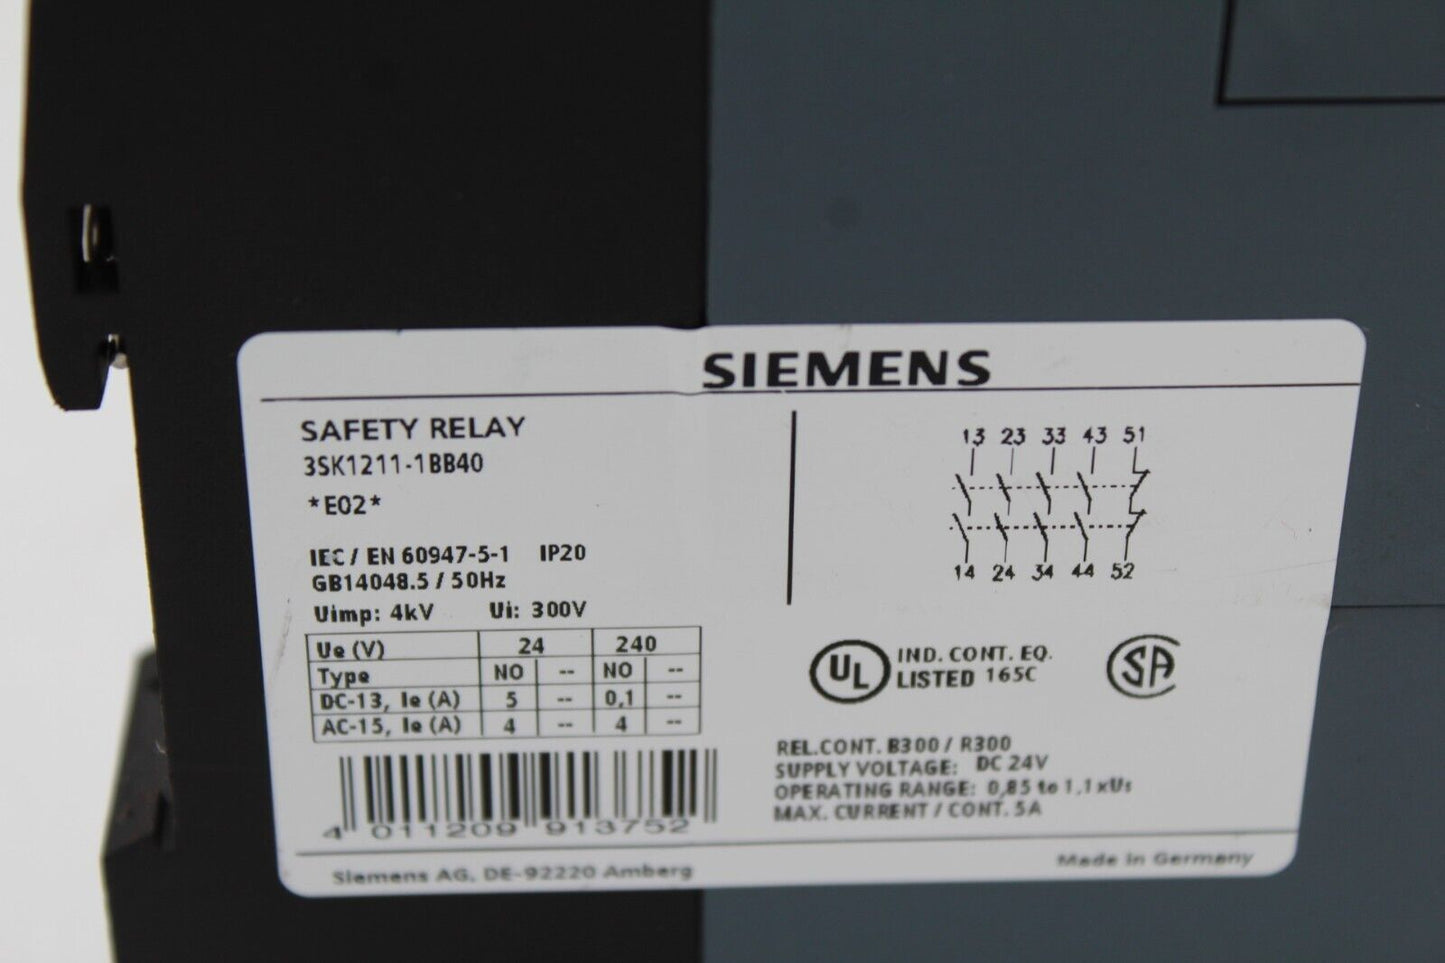 SIEMENS
SAFETY RELAY
3SK1211-1BB40
*E02*
IEC / EN 60947-5-1 IP20
GB14048.5 / 50Hz
Uimp: 4kV Ui: 300V
Ue (V) 24 240
Type NO -- NO --
DC-13, Ie (A) 5 -- 0,1 --
AC-15, Ie (A) 4 -- 4 --
4 011209 913752
13 23 33 43 51
14 24 34 44 52
UL IND. CONT. EQ.
LISTED 165C
SA
REL.CONT. B300 / R300
SUPPLY VOLTAGE: DC 24V
OPERATING RANGE: 0,85 to 1,1xUs
MAX. CURRENT / CONT. 5A
Siemens AG, DE-92220 Amberg
Made in Germany